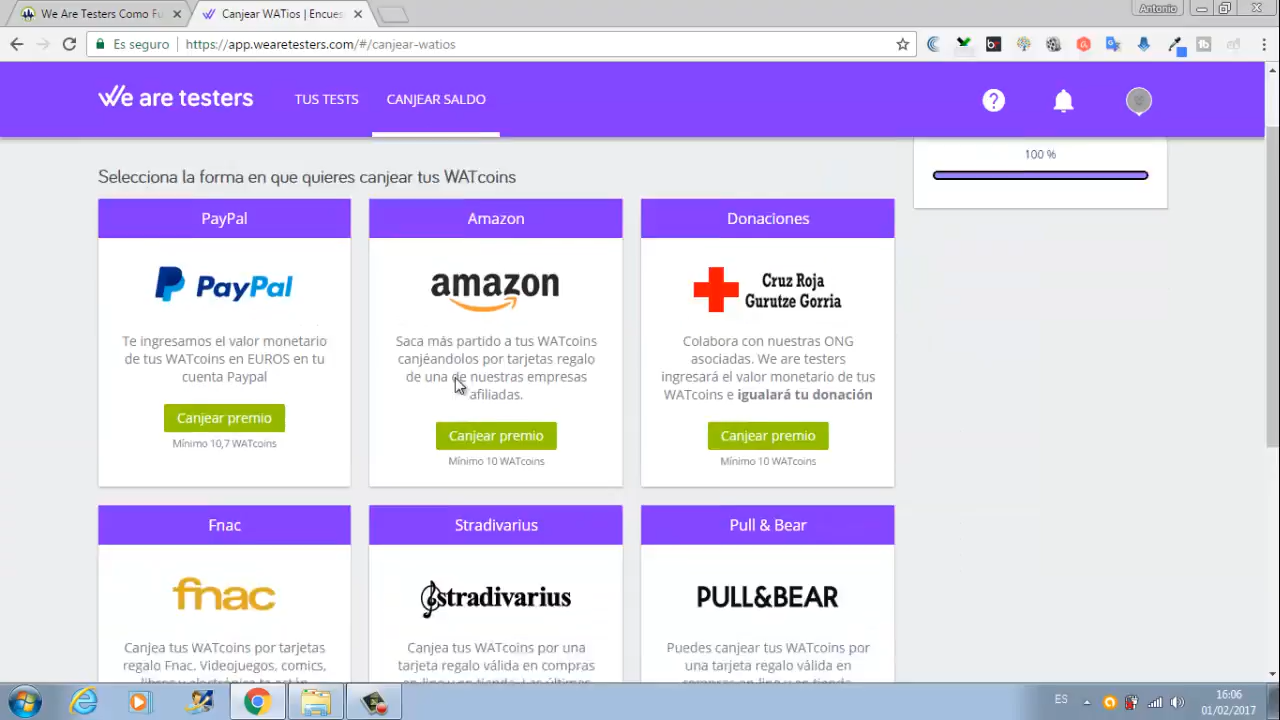 We Are Testers Como Fu
Canjear WATios | Encues
Antonio
Es seguro
https://app.wearetesters.com/#/canjear-watios
We are testers
TUS TESTS
CANJEAR SALDO
?
100 %
Selecciona la forma en que quieres canjear tus WATcoins
PayPal
PayPal
Te ingresamos el valor monetario
de tus WATcoins en EUROS en tu
cuenta Paypal
Canjear premio
Mínimo 10,7 WATcoins
Amazon
amazon
Saca más partido a tus WATcoins
canjéandolos por tarjetas regalo
de una de nuestras empresas
afiliadas.
Canjear premio
Mínimo 10 WATcoins
Donaciones
Cruz Roja
Gurutze Gorria
Colabora con nuestras ONG
asociadas. We are testers
ingresará el valor monetario de tus
WATcoins e igualará tu donación
Canjear premio
Mínimo 10 WATcoins
Fnac
fnac
Canjea tus WATcoins por tarjetas
regalo Fnac. Videojuegos, comics,
Stradivarius
stradivarius
Canjea tus WATcoins por una
tarjeta regalo válida en compras
Pull & Bear
PULL&BEAR
Puedes canjear tus WATcoins por
una tarjeta regalo válida en
ES
16:06
01/02/2017